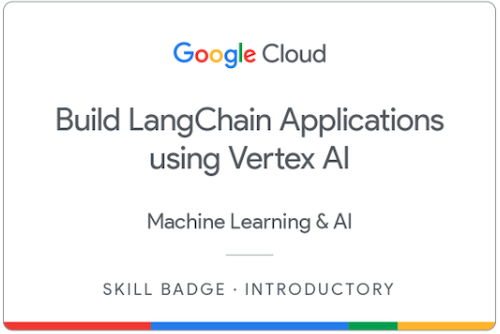 Google Cloud
Build LangChain Applications
using Vertex AI
Machine Learning & AI
SKILL BADGE · INTRODUCTORY